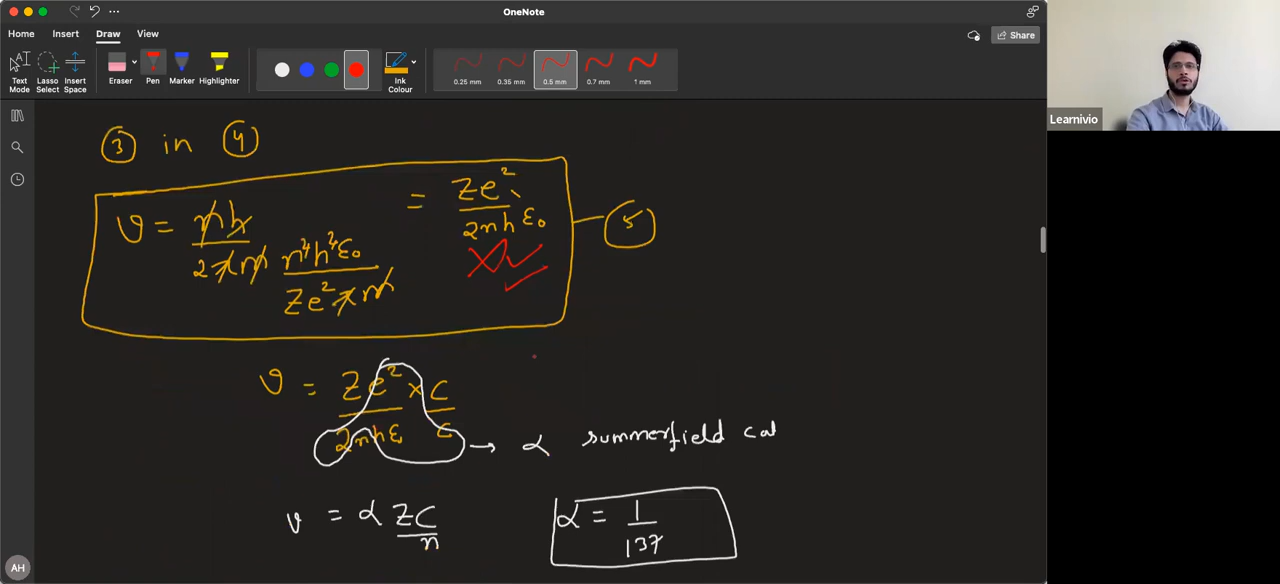 OneNote
Home Insert Draw View
Share
Text Mode
Lasso Select
Insert Space
Eraser
Pen
Marker
Highlighter
Ink Colour
0.25 mm 0.35 mm 0.5 mm 0.7 mm 1 mm
Learnivio
③ in ④
v = nh / 2πm n²h²ε₀ / Ze²πm = Ze² / 2nhε₀ — ⑤
v = Ze² / 2nhε × c / c → α summerfield cal
v = α Zc / n
α = 1 / 137
AH